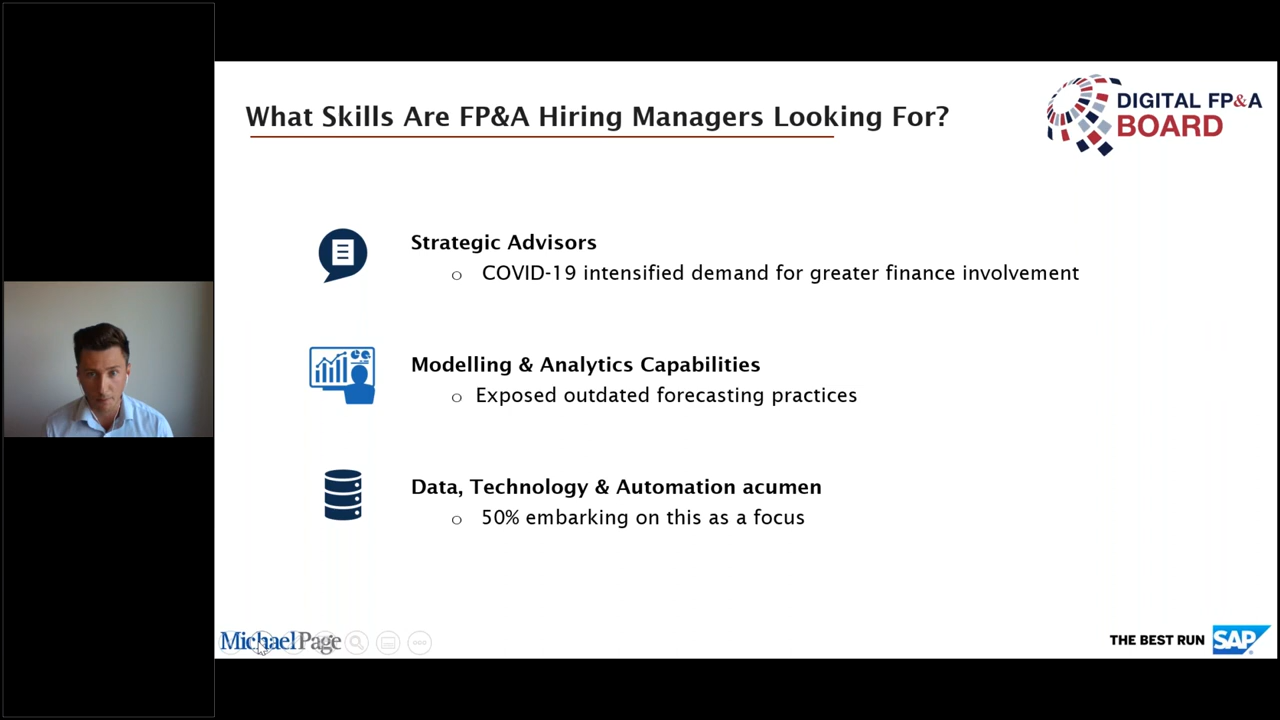 What Skills Are FP&A Hiring Managers Looking For?
DIGITAL FP&A
BOARD
Strategic Advisors
COVID-19 intensified demand for greater finance involvement
Modelling & Analytics Capabilities
Exposed outdated forecasting practices
Data, Technology & Automation acumen
50% embarking on this as a focus
MichaelPage
THE BEST RUN SAP